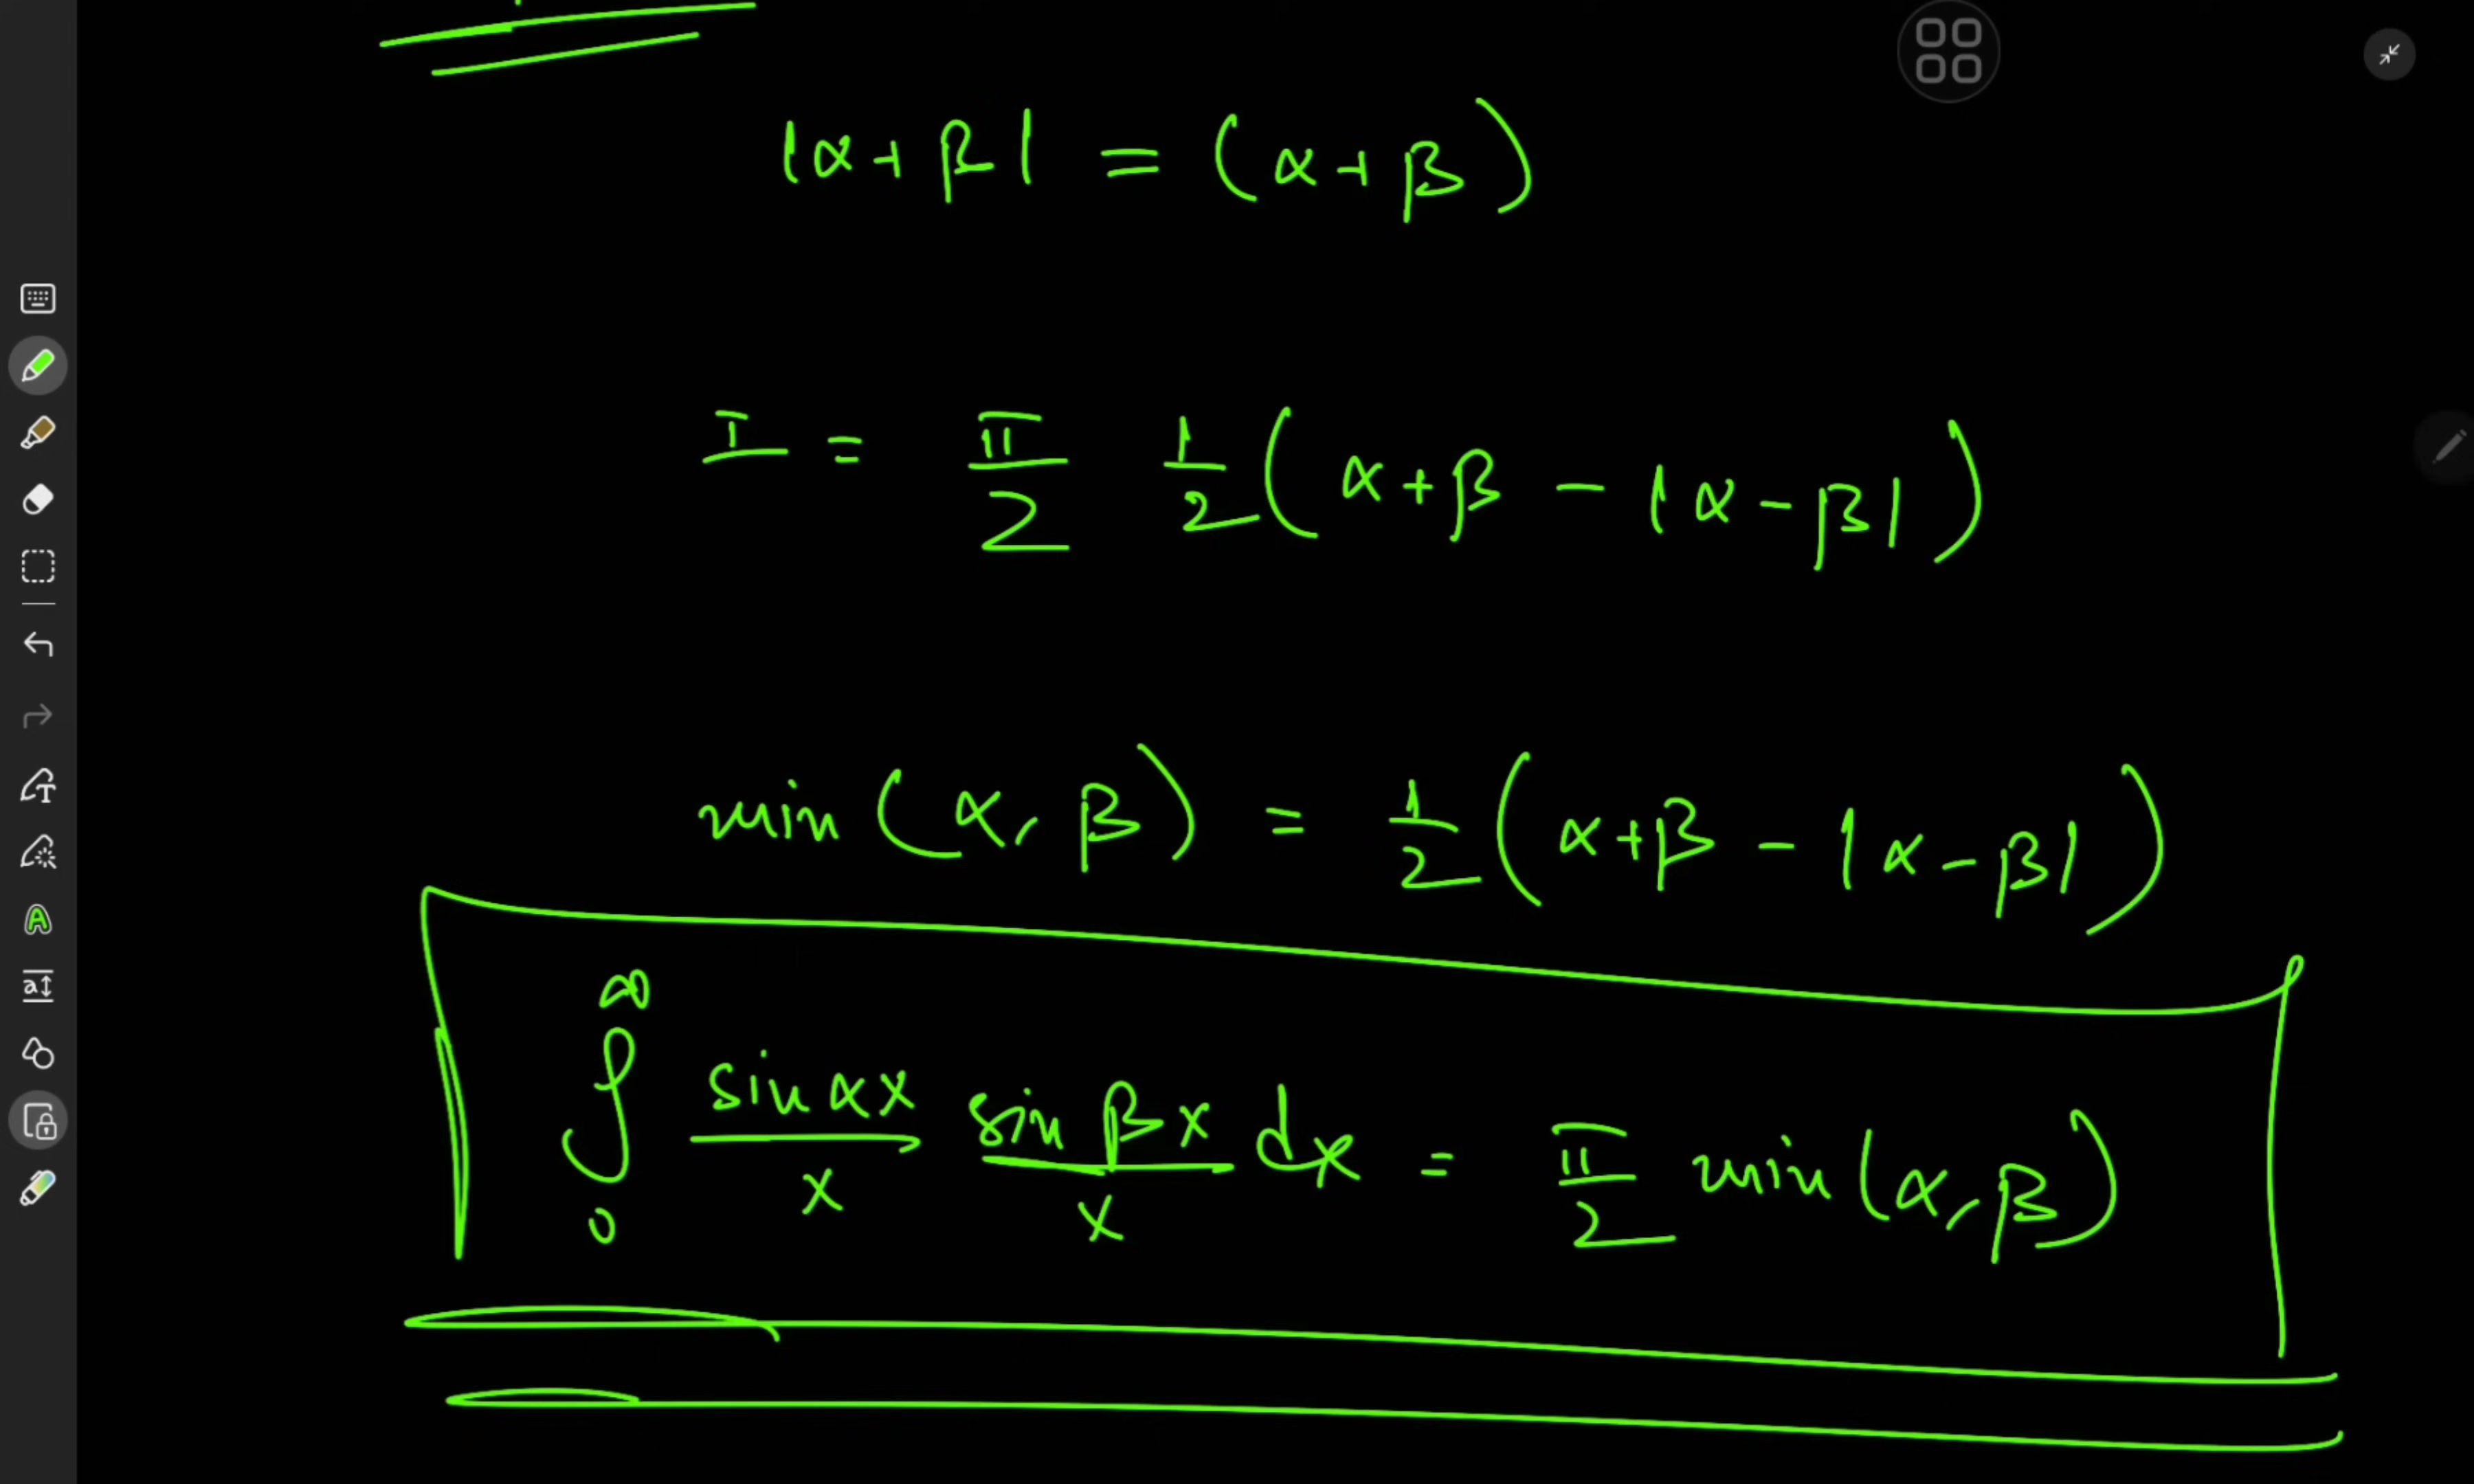 |α+β| = (α+β)
I = π/2 1/2 (α+β − |α−β|)
min(α, β) = 1/2 (α+β − |α−β|)
∫₀^∞ sin αx/x sin βx/x dx = π/2 min(α, β)